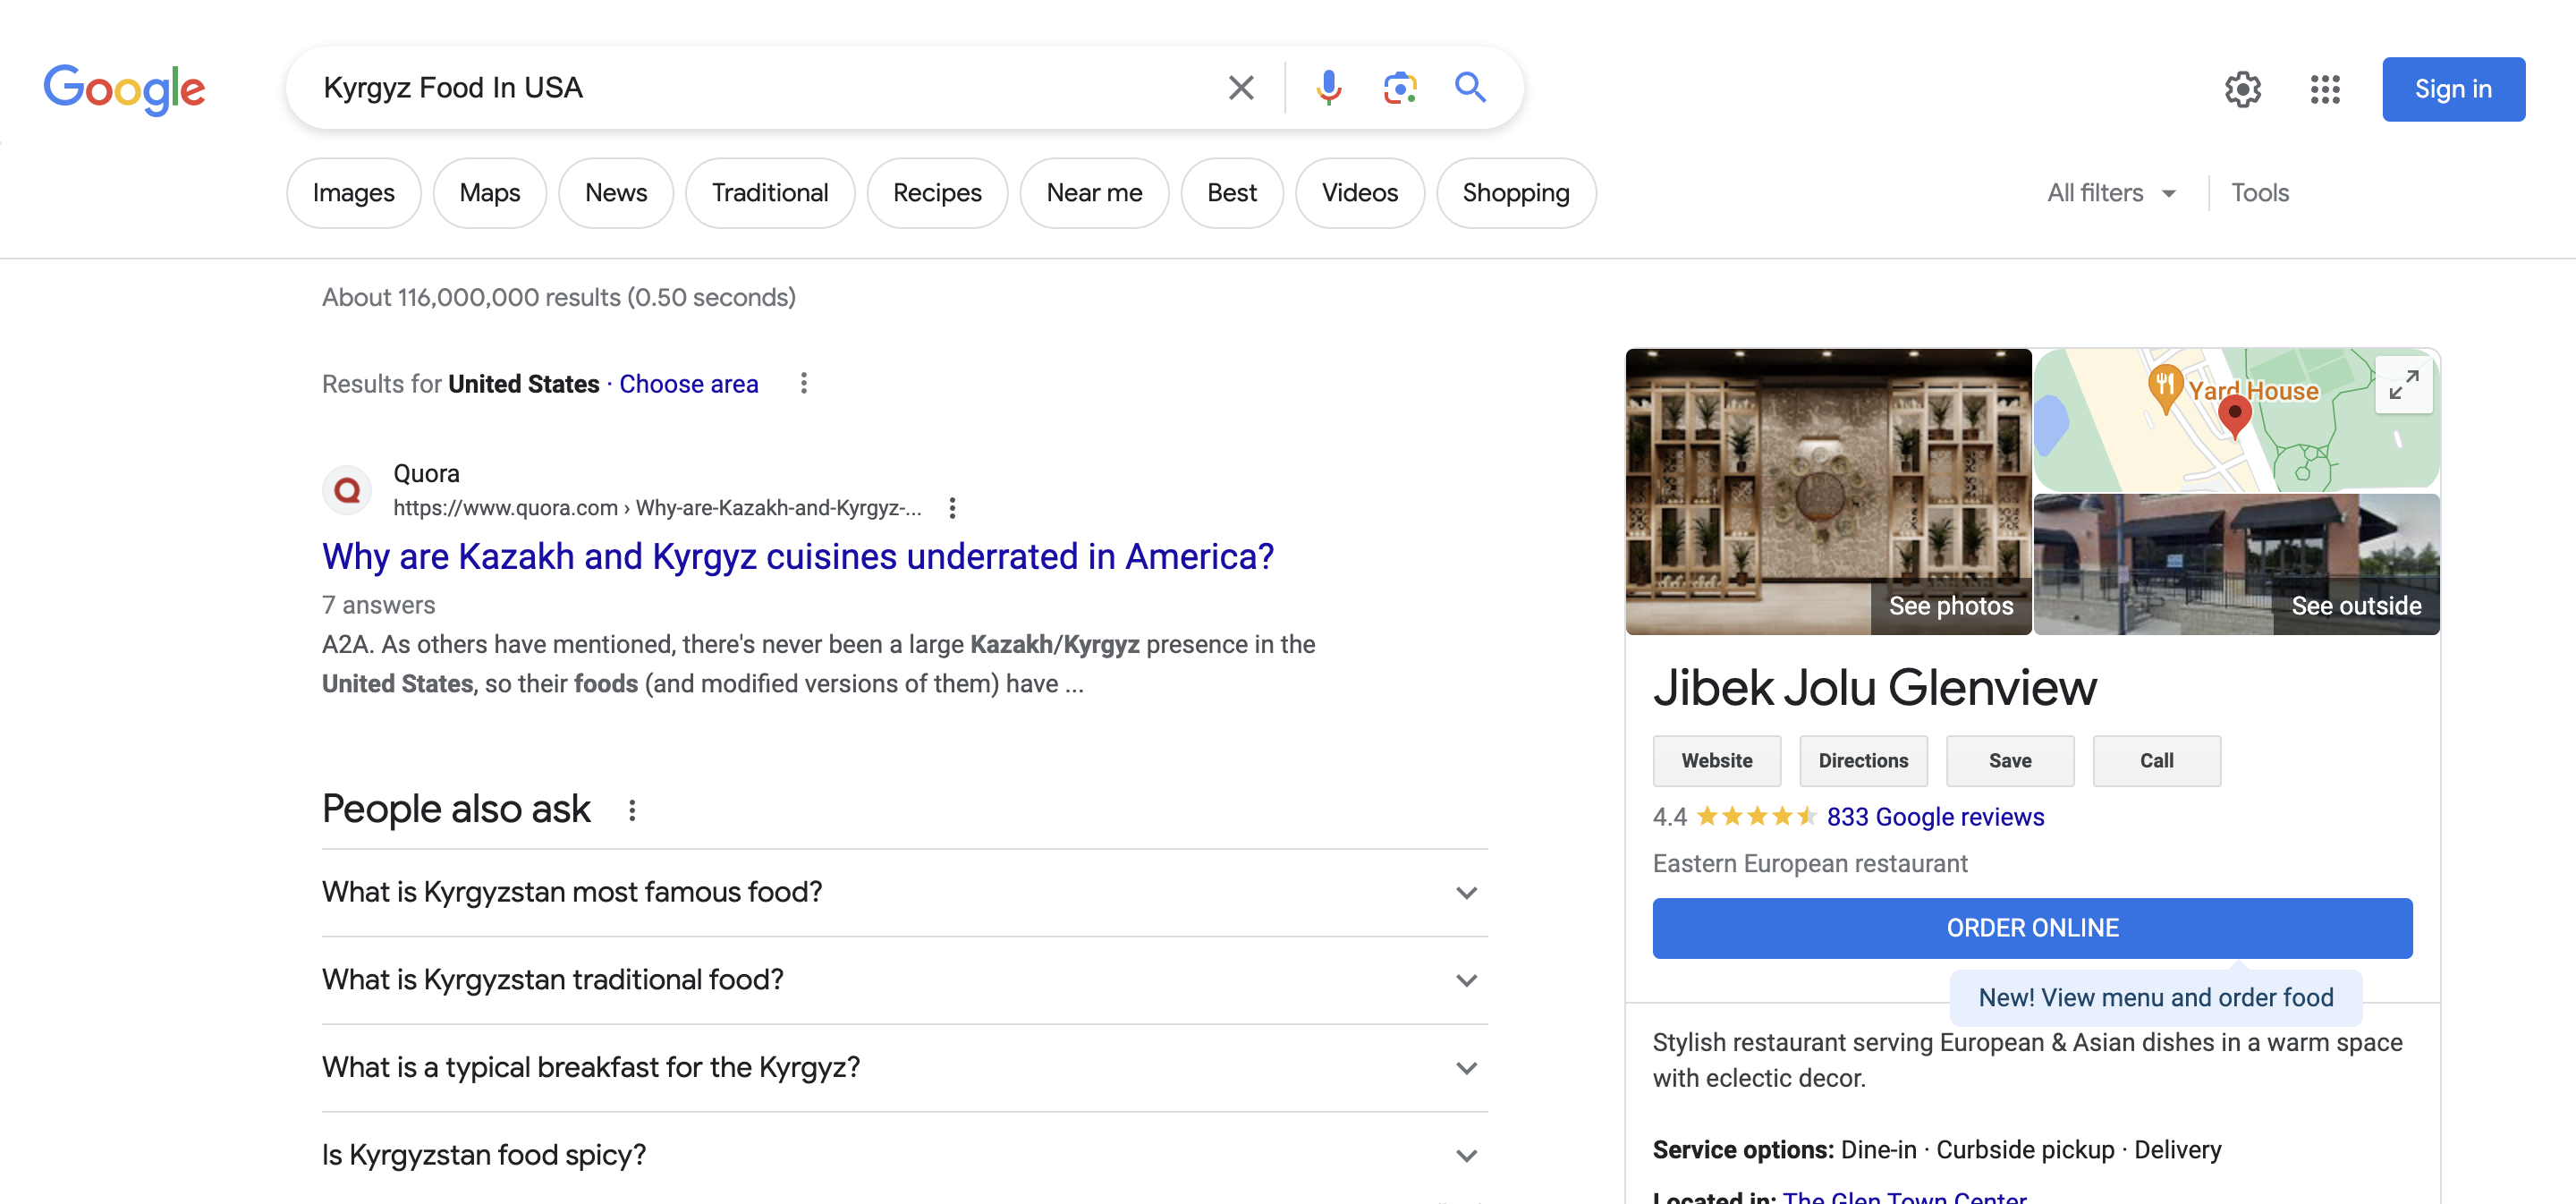 Google
Kyrgyz Food In USA
Sign in
Images
Maps
News
Traditional
Recipes
Near me
Best
Videos
Shopping
All filters
Tools
About 116,000,000 results (0.50 seconds)
Results for United States · Choose area
Quora
https://www.quora.com › Why-are-Kazakh-and-Kyrgyz-...
Why are Kazakh and Kyrgyz cuisines underrated in America?
7 answers
A2A. As others have mentioned, there's never been a large Kazakh/Kyrgyz presence in the
United States, so their foods (and modified versions of them) have ...
People also ask
What is Kyrgyzstan most famous food?
What is Kyrgyzstan traditional food?
What is a typical breakfast for the Kyrgyz?
Is Kyrgyzstan food spicy?
Yard House
See photos
See outside
Jibek Jolu Glenview
Website
Directions
Save
Call
4.4
833 Google reviews
Eastern European restaurant
ORDER ONLINE
New! View menu and order food
Stylish restaurant serving European & Asian dishes in a warm space
with eclectic decor.
Service options: Dine-in · Curbside pickup · Delivery
Located in: The Glen Town Center